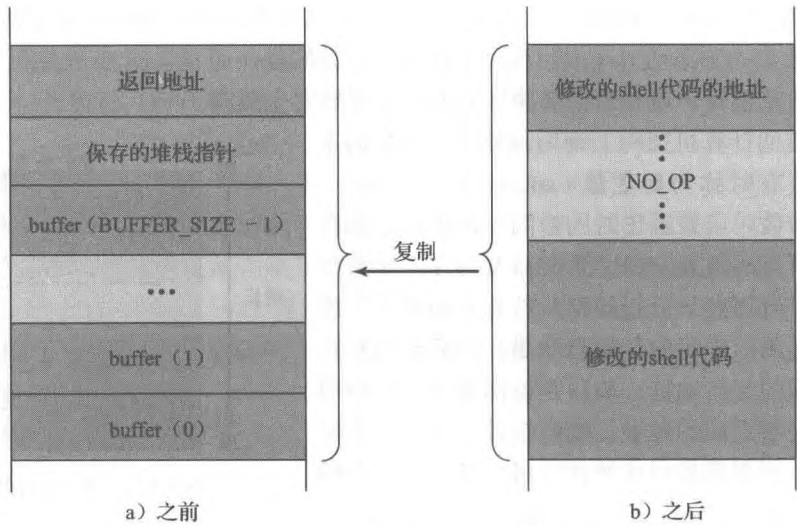 返回地址
保存的堆栈指针
buffer（BUFFER_SIZE - 1）
...
buffer（1）
buffer（0）
a）之前
复制
修改的shell代码的地址
NO_OP
修改的shell代码
b）之后